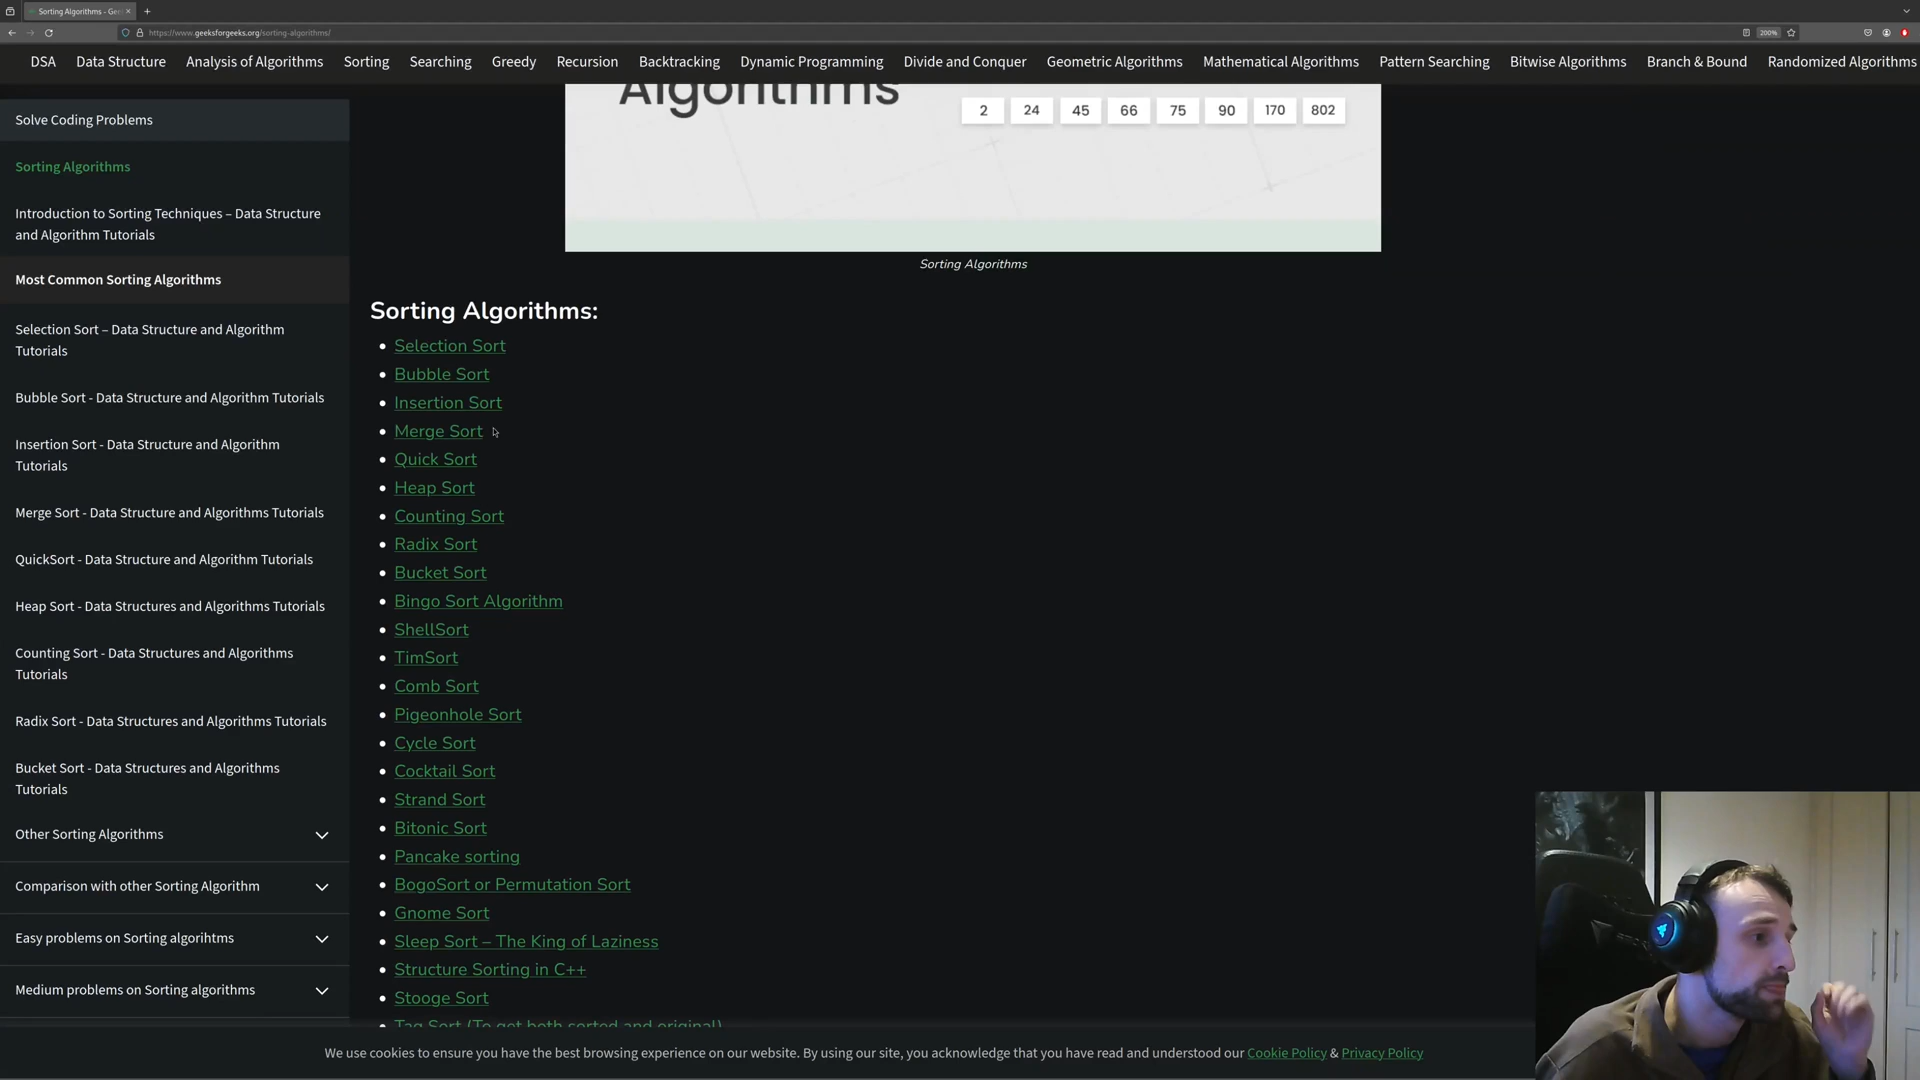 Sorting Algorithms - Gee
https://www.geeksforgeeks.org/sorting-algorithms/
200%
DSA
Data Structure
Analysis of Algorithms
Sorting
Searching
Greedy
Recursion
Backtracking
Dynamic Programming
Divide and Conquer
Geometric Algorithms
Mathematical Algorithms
Pattern Searching
Bitwise Algorithms
Branch & Bound
Randomized Algorithms
Solve Coding Problems
Sorting Algorithms
Introduction to Sorting Techniques – Data Structure
and Algorithm Tutorials
Most Common Sorting Algorithms
Selection Sort – Data Structure and Algorithm
Tutorials
Bubble Sort - Data Structure and Algorithm Tutorials
Insertion Sort - Data Structure and Algorithm
Tutorials
Merge Sort - Data Structure and Algorithms Tutorials
QuickSort - Data Structure and Algorithm Tutorials
Heap Sort - Data Structures and Algorithms Tutorials
Counting Sort - Data Structures and Algorithms
Tutorials
Radix Sort - Data Structures and Algorithms Tutorials
Bucket Sort - Data Structures and Algorithms
Tutorials
Other Sorting Algorithms
Comparison with other Sorting Algorithm
Easy problems on Sorting algorihtms
Medium problems on Sorting algorithms
Algorithms
2 24 45 66 75 90 170 802
Sorting Algorithms
Sorting Algorithms:
Selection Sort
Bubble Sort
Insertion Sort
Merge Sort
Quick Sort
Heap Sort
Counting Sort
Radix Sort
Bucket Sort
Bingo Sort Algorithm
ShellSort
TimSort
Comb Sort
Pigeonhole Sort
Cycle Sort
Cocktail Sort
Strand Sort
Bitonic Sort
Pancake sorting
BogoSort or Permutation Sort
Gnome Sort
Sleep Sort – The King of Laziness
Structure Sorting in C++
Stooge Sort
Tag Sort (To get both sorted and original)
We use cookies to ensure you have the best browsing experience on our website. By using our site, you acknowledge that you have read and understood our Cookie Policy & Privacy Policy